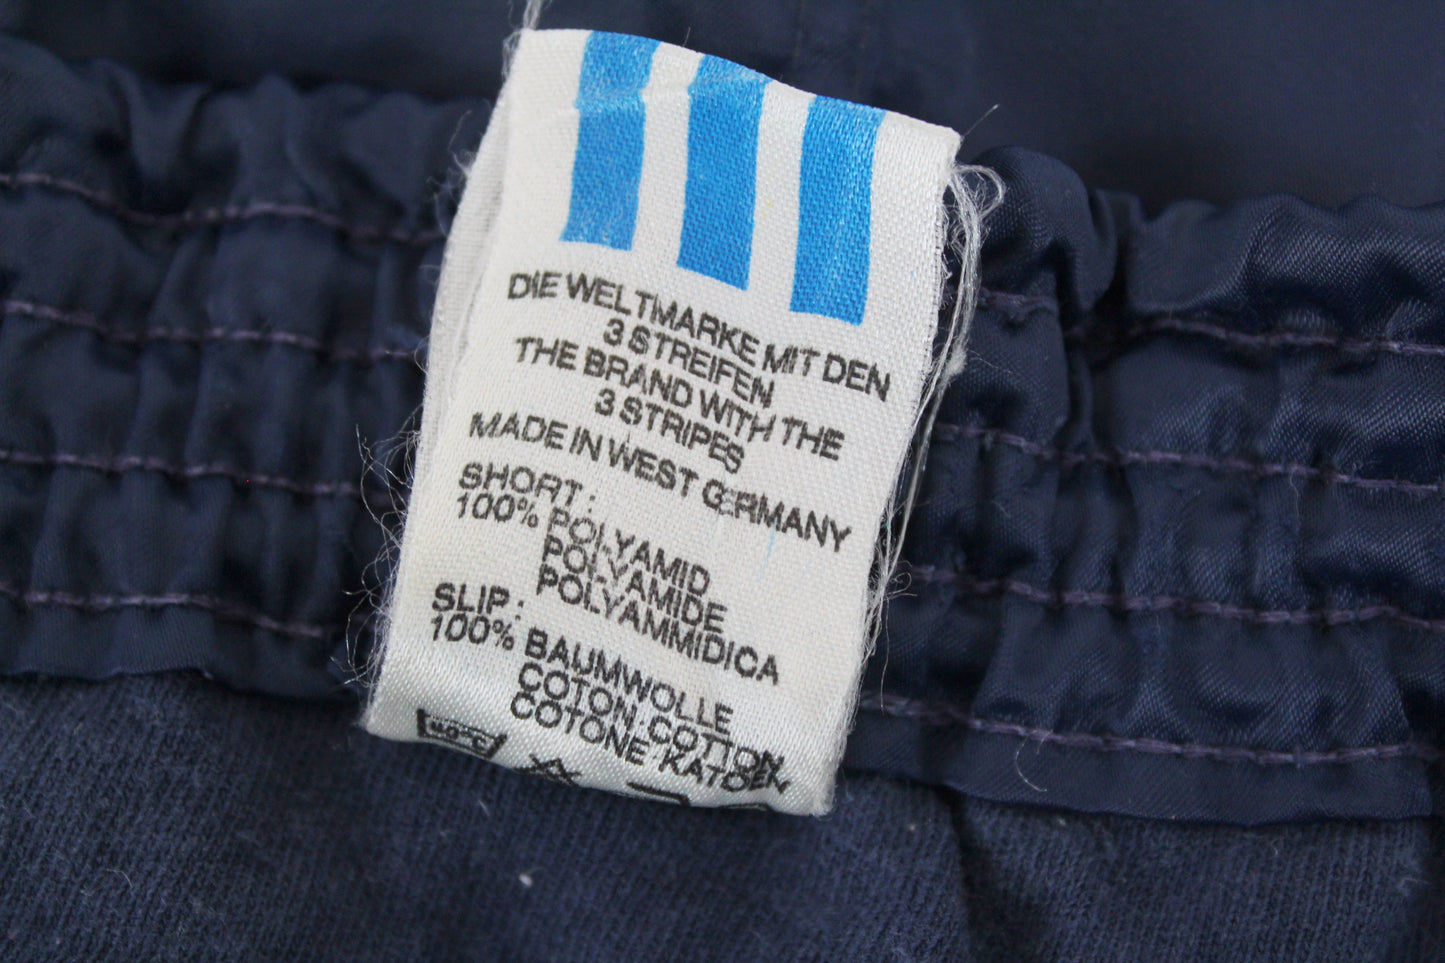 DIE WELTMARKE MIT DEN
3 STREIFEN
THE BRAND WITH THE
3 STRIPES
MADE IN WEST GERMANY
SHORT:
100% POLYAMID
POLYAMIDE
POLYAMMIDICA
SLIP:
100% BAUMWOLLE
COTON·COTTON
COTONE·KATOEN